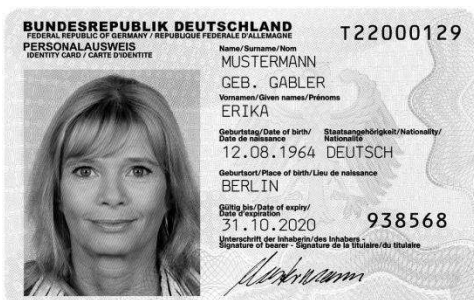 BUNDESREPUBLIK DEUTSCHLAND
FEDERAL REPUBLIC OF GERMANY / REPUBLIQUE FEDERALE D'ALLEMAGNE
PERSONALAUSWEIS
IDENTITY CARD / CARTE D'IDENTITE
T22000129
Name/Surname/Nom
MUSTERMANN
GEB. GABLER
Vornamen/Given names/Prénoms
ERIKA
Geburtstag/Date of birth/ Staatsangehörigkeit/Nationality/
Date de naissance Nationalité
12.08.1964 DEUTSCH
Geburtsort/Place of birth/Lieu de naissance
BERLIN
Gültig bis/Date of expiry/
Date d'expiration
31.10.2020 938568
Unterschrift der Inhaberin/des Inhabers -
Signature of bearer - Signature de la titulaire/du titulaire
Mustermann